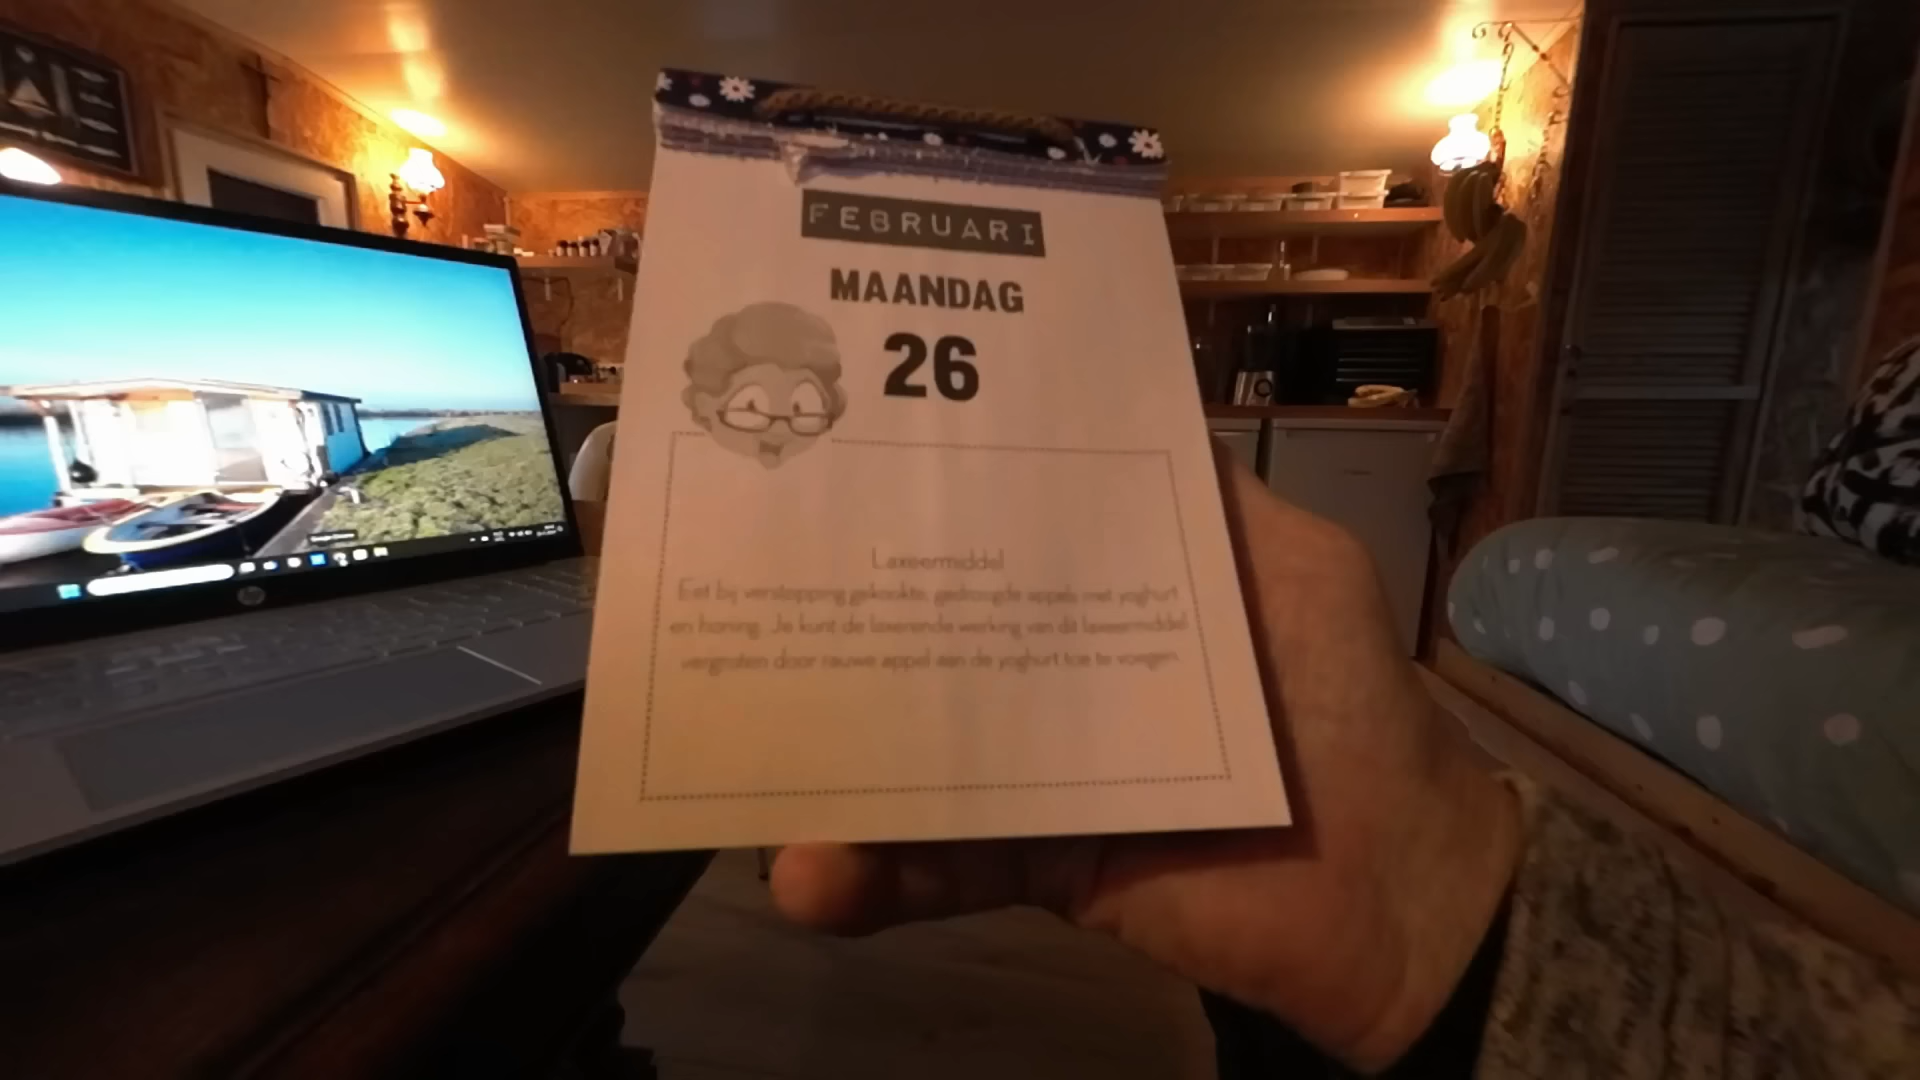 FEBRUARI
MAANDAG
26
Laxeermiddel
Eet bij verstopping gekookte, gedroogde appels met yoghurt
en honing. Je kunt de laxerende werking van dit laxeermiddel
vergroten door rauwe appel aan de yoghurt toe te voegen.